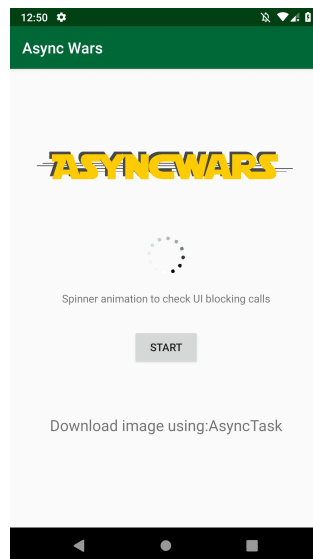 12:50
Async Wars
ASYNCWARS
Spinner animation to check UI blocking calls
START
Download image using:AsyncTask